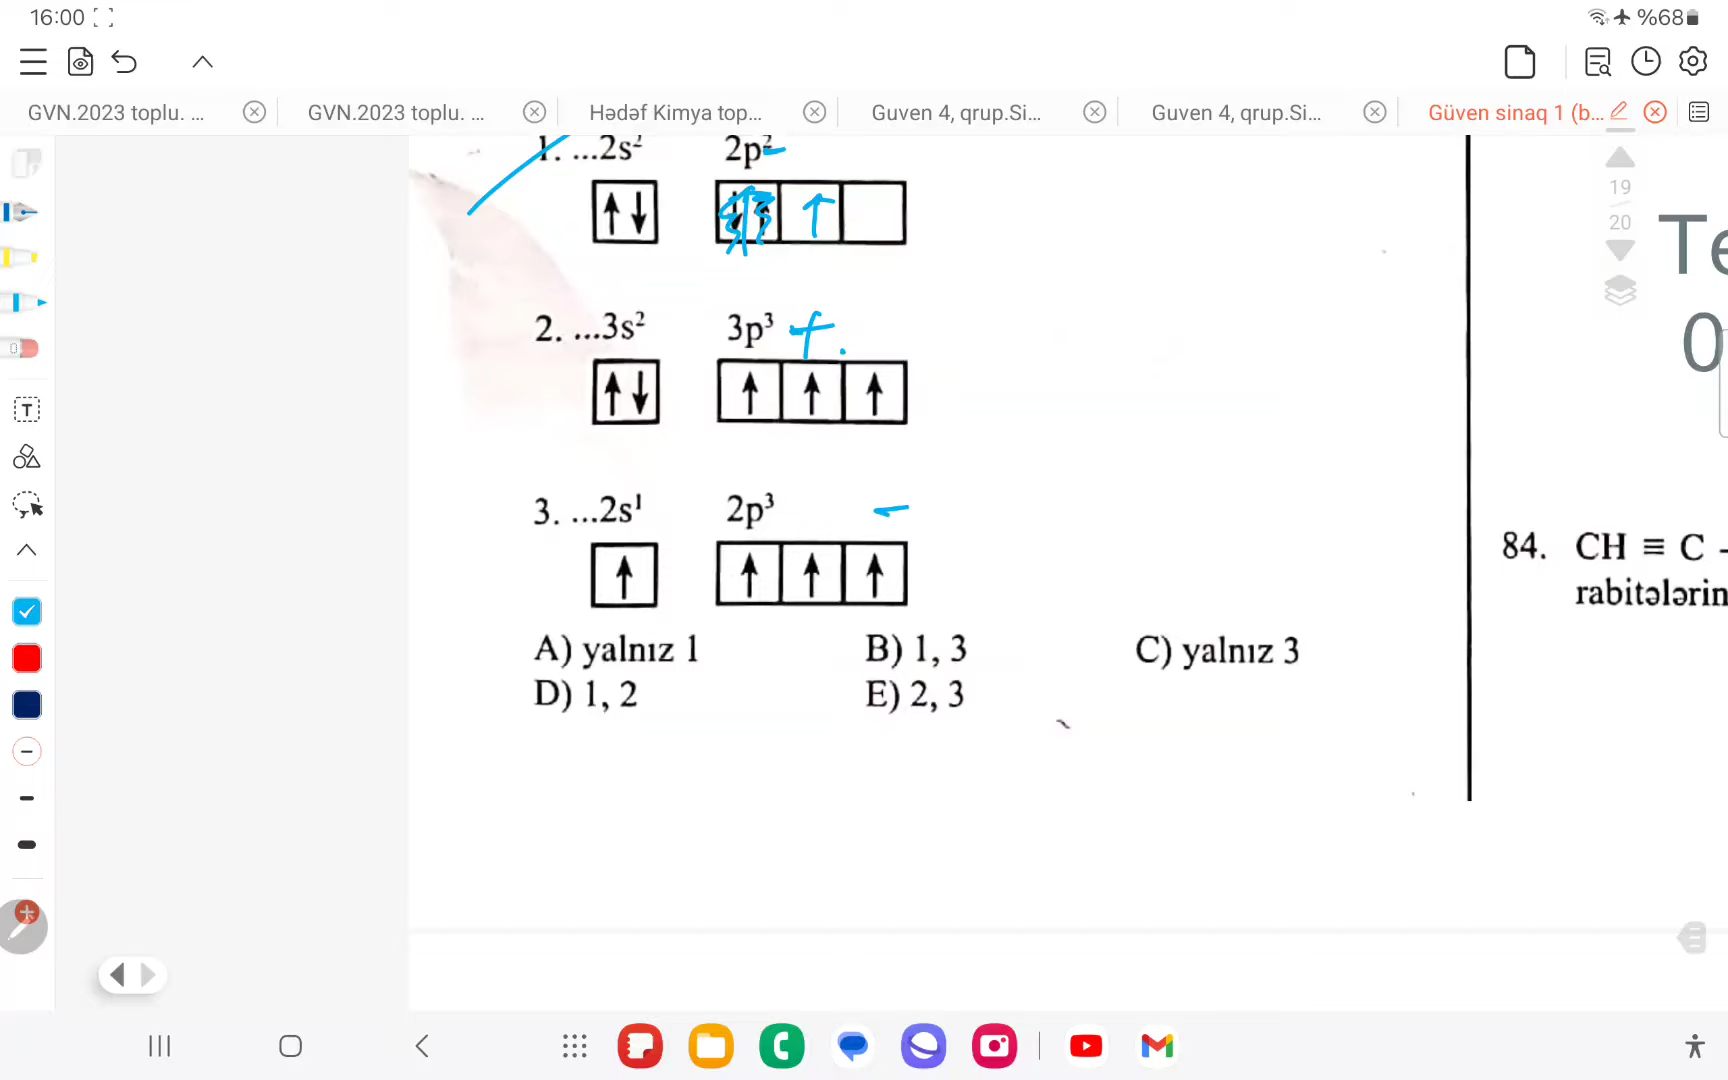 16:00 %68
GVN.2023 toplu. ... GVN.2023 toplu. ... Hədəf Kimya top... Guven 4, qrup.Si... Guven 4, qrup.Si... Güven sinaq 1 (b...
1. ...2s² 2p²
19
20
Te
0
2. ...3s² 3p³ +
3. ...2s¹ 2p³
84. CH ≡ C -
rabitələrin
A) yalnız 1 B) 1, 3 C) yalnız 3
D) 1, 2 E) 2, 3